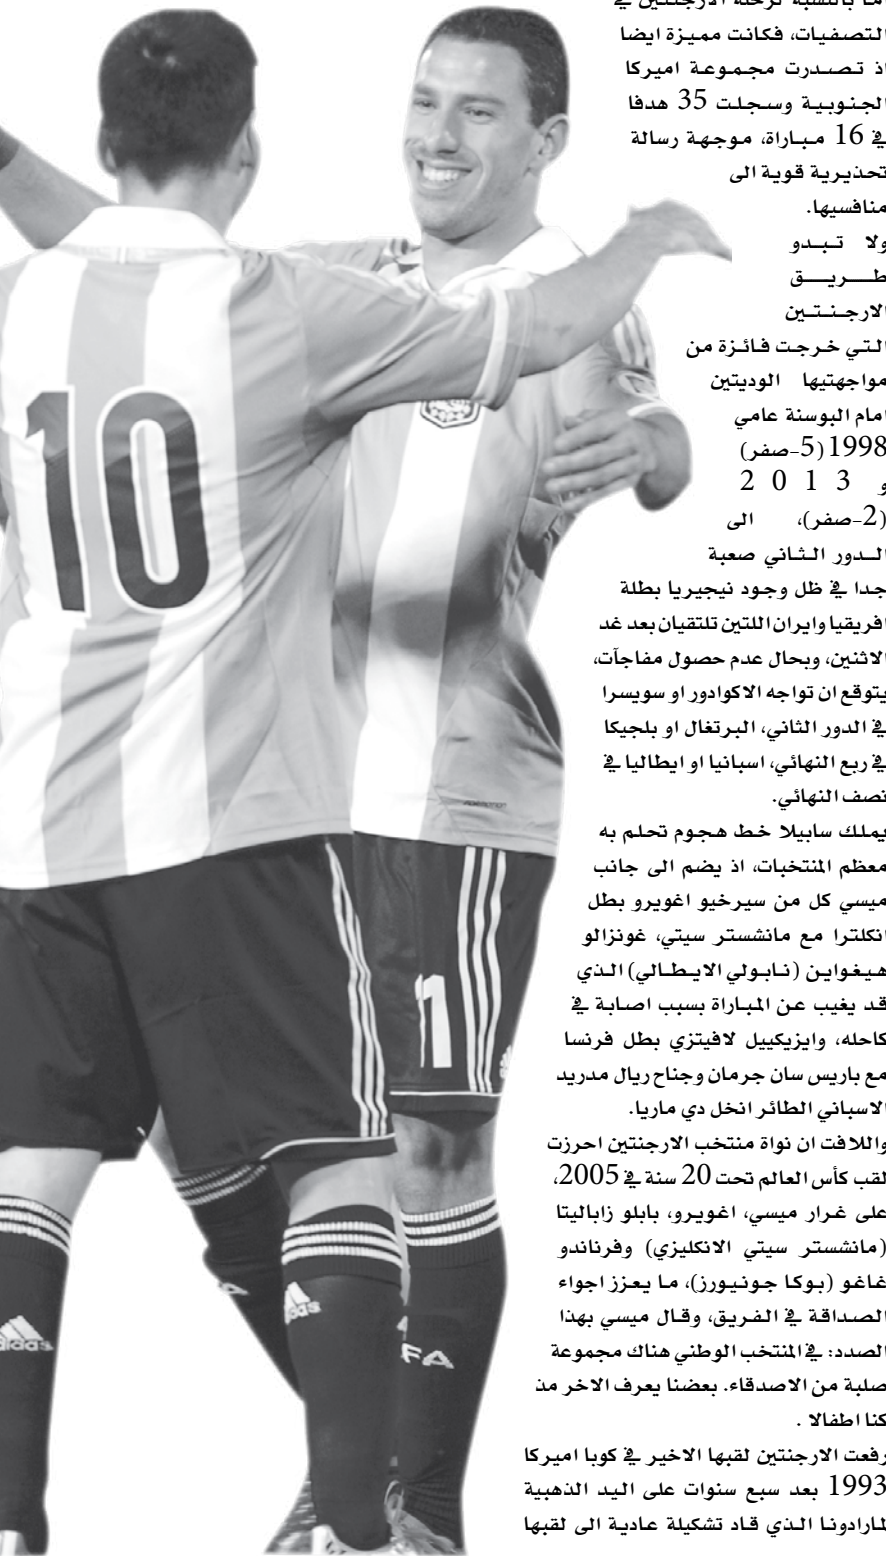 اما بالنسبة لرحلة الارجنتين في
التصفيات، فكانت مميزة ايضا
اذ تصدرت مجموعة اميركا
الجنوبية وسجلت 35 هدفا
في 16 مباراة، موجهة رسالة
تحذيرية قوية الى
منافسيها.
ولا تبدو
طريق
الارجنتين
التي خرجت فائزة من
مواجهتيها الوديتين
امام البوسنة عامي
1998 (5-صفر)
و 2013
(2-صفر)، الى
الدور الثاني صعبة
جدا في ظل وجود نيجيريا بطلة
افريقيا وايران اللتين تلتقيان بعد غد
الاثنين، وبحال عدم حصول مفاجآت،
يتوقع ان تواجه الاكوادور او سويسرا
في الدور الثاني، البرتغال او بلجيكا
في ربع النهائي، اسبانيا او ايطاليا في
نصف النهائي.
يملك سابيلا خط هجوم تحلم به
معظم المنتخبات، اذ يضم الى جانب
ميسي كل من سيرخيو اغويرو بطل
انكلترا مع مانشستر سيتي، غونزالو
هيغواين (نابولي الايطالي) الذي
قد يغيب عن المباراة بسبب اصابة في
كاحله، وايزيكييل لافيتزي بطل فرنسا
مع باريس سان جرمان وجناح ريال مدريد
الاسباني الطائر انخل دي ماريا.
واللافت ان نواة منتخب الارجنتين احرزت
لقب كأس العالم تحت 20 سنة في 2005،
على غرار ميسي، اغويرو، بابلو زاباليتا
(مانشستر سيتي الانكليزي) وفرناندو
غاغو (بوكا جونيورز)، ما يعزز اجواء
الصداقة في الفريق، وقال ميسي بهذا
الصدد: في المنتخب الوطني هناك مجموعة
صلبة من الاصدقاء. بعضنا يعرف الاخر مذ
كنا اطفالا .
رفعت الارجنتين لقبها الاخير في كوبا اميركا
1993 بعد سبع سنوات على اليد الذهبية
لمارادونا الذي قاد تشكيلة عادية الى لقبها
10
1
adidas
adidas
FA